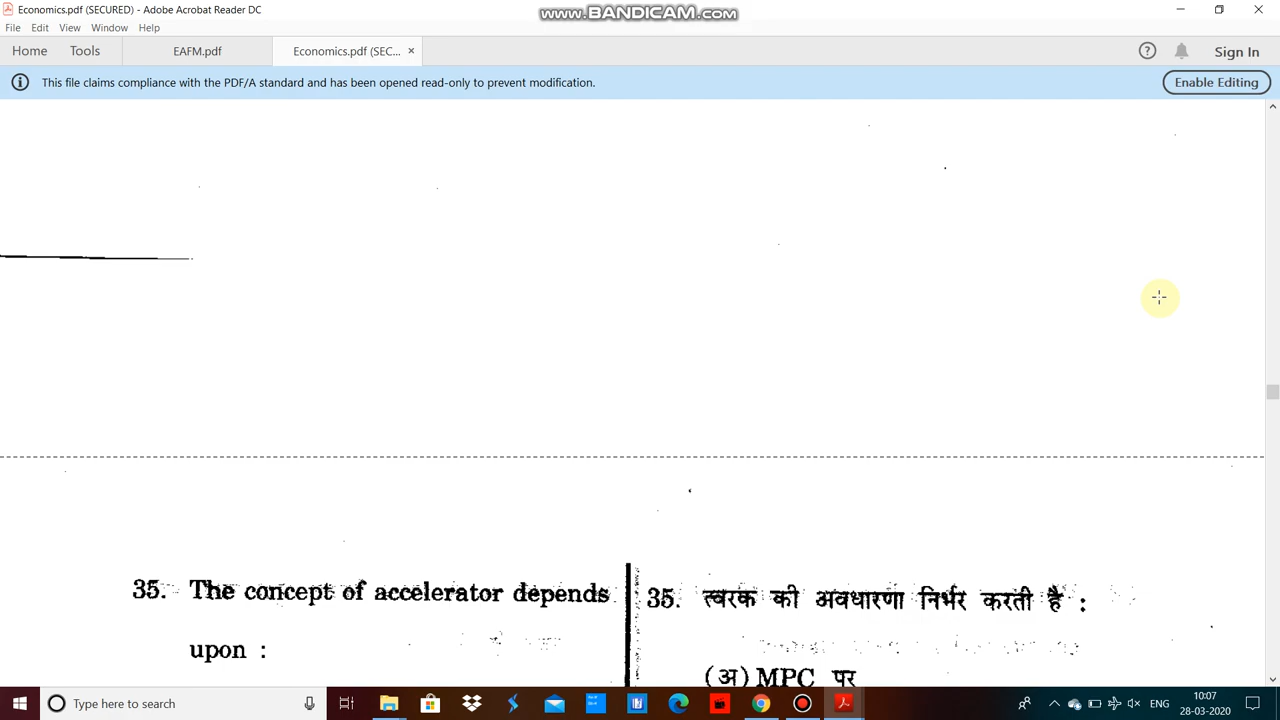 Economics.pdf (SECURED) - Adobe Acrobat Reader DC
www.BANDICAM.com
File Edit View Window Help
Home Tools EAFM.pdf Economics.pdf (SEC... × Sign In
This file claims compliance with the PDF/A standard and has been opened read-only to prevent modification. Enable Editing
35. The concept of accelerator depends
upon :
35. त्वरक की अवधारणा निर्भर करती है :
(अ) MPC पर
Type here to search
ENG
10:07
28-03-2020